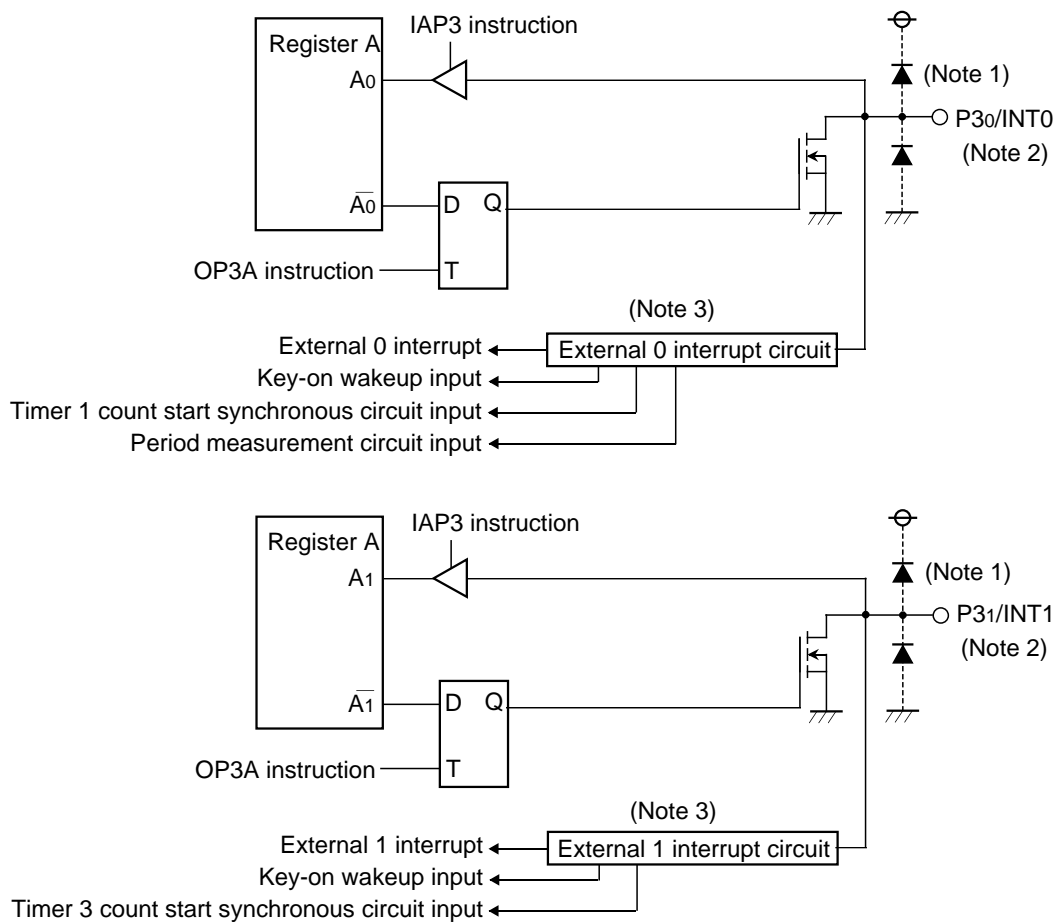 IAP3 instruction
Register A
A0
(Note 1)
P30/INT0
(Note 2)
A̅0̅
D Q
OP3A instruction
T
(Note 3)
External 0 interrupt
External 0 interrupt circuit
Key-on wakeup input
Timer 1 count start synchronous circuit input
Period measurement circuit input
IAP3 instruction
Register A
A1
(Note 1)
P31/INT1
(Note 2)
A̅1̅
D Q
OP3A instruction
T
(Note 3)
External 1 interrupt
External 1 interrupt circuit
Key-on wakeup input
Timer 3 count start synchronous circuit input